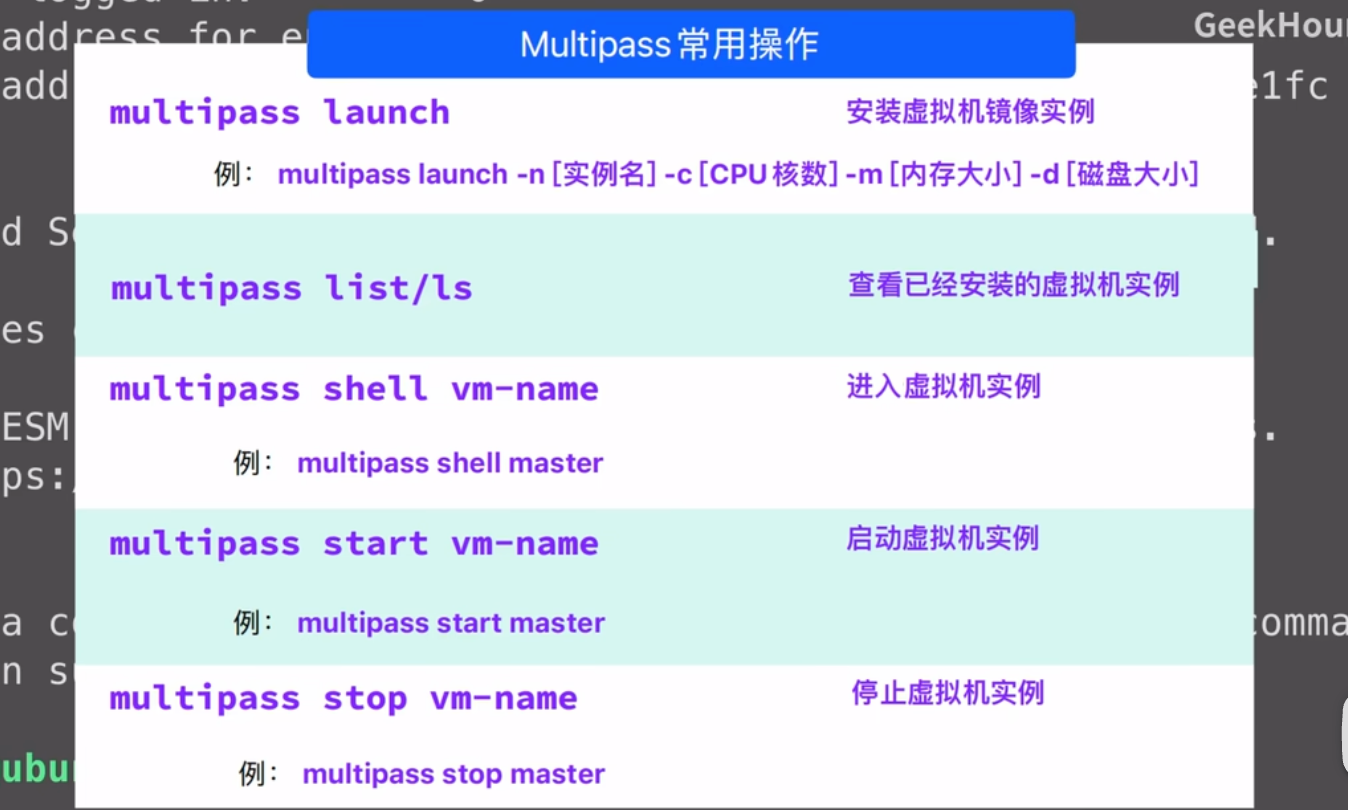 address for e
GeekHou
Multipass常用操作
add
e1fc
multipass launch 安装虚拟机镜像实例
例： multipass launch -n [实例名] -c [CPU 核数] -m [内存大小] -d [磁盘大小]
d S
multipass list/ls 查看已经安装的虚拟机实例
es
multipass shell vm-name 进入虚拟机实例
ESM
例： multipass shell master
ps:/
multipass start vm-name 启动虚拟机实例
例： multipass start master
a c
comma
n s
multipass stop vm-name 停止虚拟机实例
ubu
例： multipass stop master